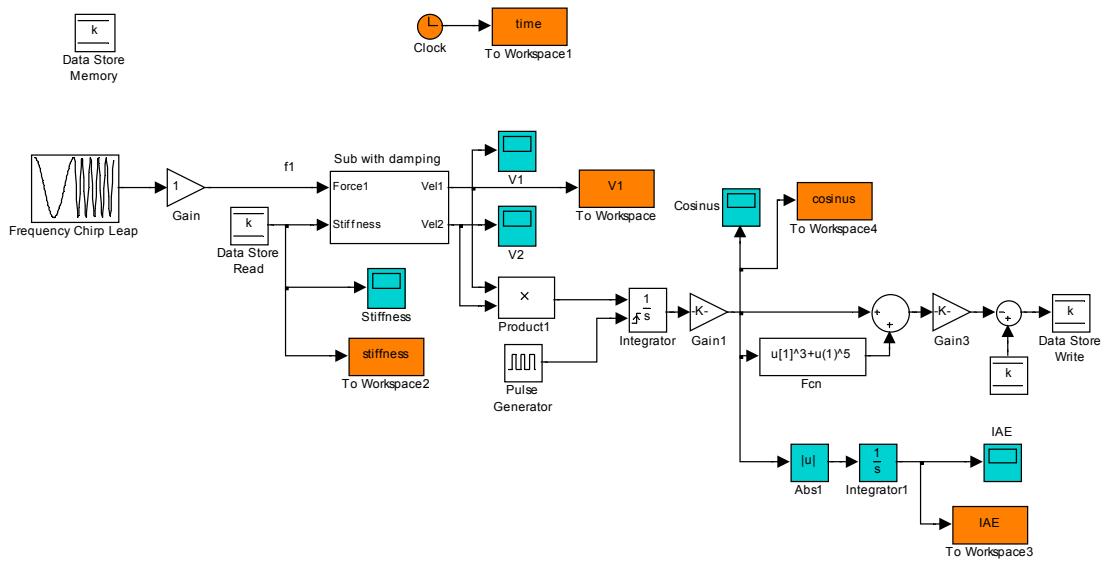 k
Data Store
Memory
Clock
time
To Workspace1
Frequency Chirp Leap
1
Gain
f1
Sub with damping
Force1
Stiffness
Vel1
Vel2
k
Data Store
Read
V1
V2
V1
To Workspace
Stiffness
stiffness
To Workspace2
×
Product1
Pulse
Generator
1
s
Integrator
-K-
Gain1
Cosinus
cosinus
To Workspace4
u[1]^3+u(1)^5
Fcn
+
+
-K-
Gain3
-
+
k
k
Data Store
Write
|u|
Abs1
1
s
Integrator1
IAE
IAE
To Workspace3